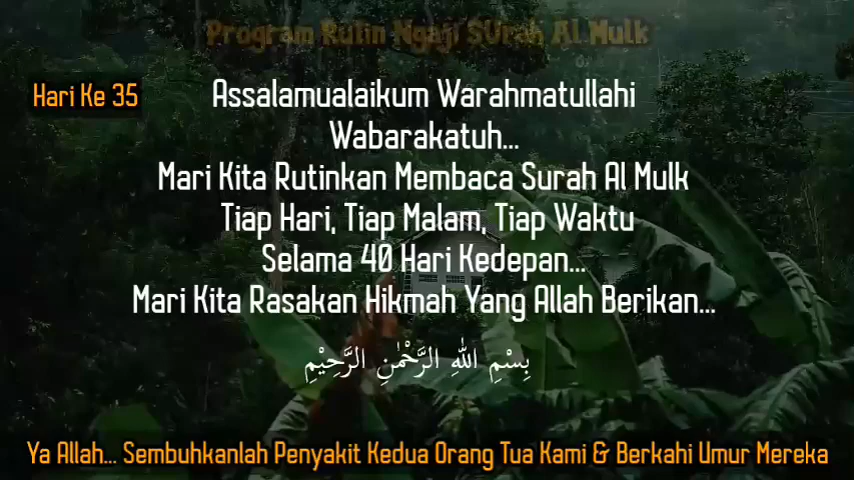 Program Rutin Ngaji SUrah Al Mulk
Hari Ke 35
Assalamualaikum Warahmatullahi
Wabarakatuh...
Mari Kita Rutinkan Membaca Surah Al Mulk
Tiap Hari, Tiap Malam, Tiap Waktu
Selama 40 Hari Kedepan...
Mari Kita Rasakan Hikmah Yang Allah Berikan...
بِسْمِ اللّٰهِ الرَّحْمٰنِ الرَّحِيْمِ
Ya Allah... Sembuhkanlah Penyakit Kedua Orang Tua Kami & Berkahi Umur Mereka